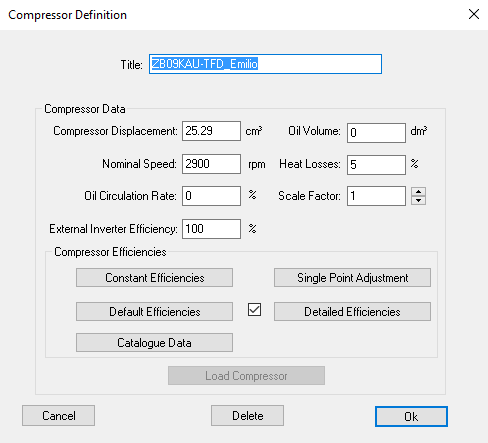 Compressor Definition
Title: ZB09KAU-TFD_Emilio
Compressor Data
Compressor Displacement: 25.29 cm³ Oil Volume: 0 dm³
Nominal Speed: 2900 rpm Heat Losses: 5 %
Oil Circulation Rate: 0 % Scale Factor: 1
External Inverter Efficiency: 100 %
Compressor Efficiencies
Constant Efficiencies Single Point Adjustment
Default Efficiencies Detailed Efficiencies
Catalogue Data
Load Compressor
Cancel Delete Ok